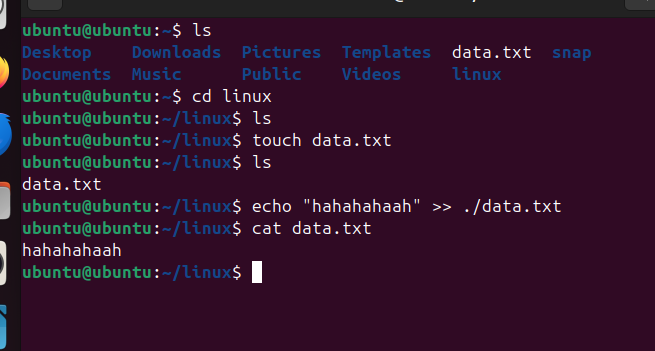 ubuntu@ubuntu:~$ ls
Desktop Downloads Pictures Templates data.txt snap
Documents Music Public Videos linux
ubuntu@ubuntu:~$ cd linux
ubuntu@ubuntu:~/linux$ ls
ubuntu@ubuntu:~/linux$ touch data.txt
ubuntu@ubuntu:~/linux$ ls
data.txt
ubuntu@ubuntu:~/linux$ echo "hahahahaah" >> ./data.txt
ubuntu@ubuntu:~/linux$ cat data.txt
hahahahaah
ubuntu@ubuntu:~/linux$